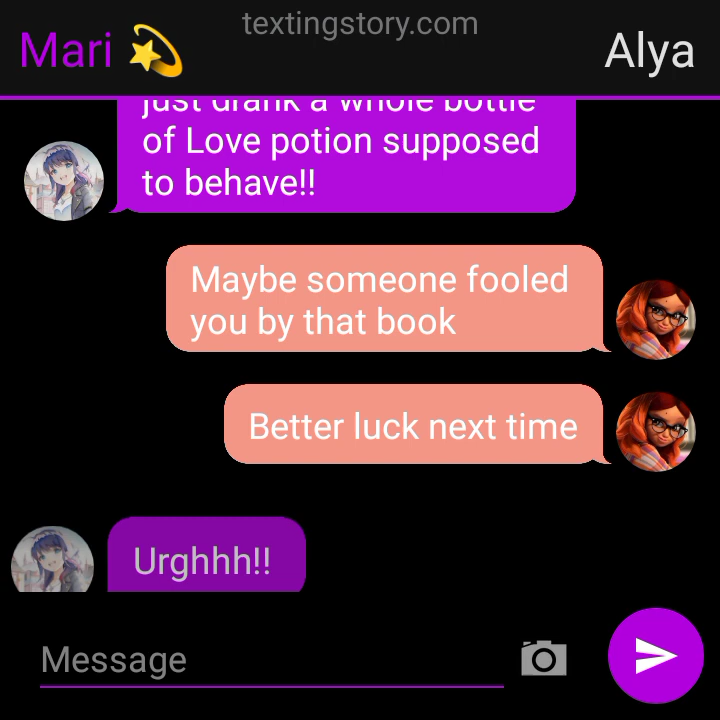 textingstory.com
Mari 💫
Alya
just drank a whole bottle
of Love potion supposed
to behave!!
Maybe someone fooled
you by that book
Better luck next time
Urghhh!!
Message